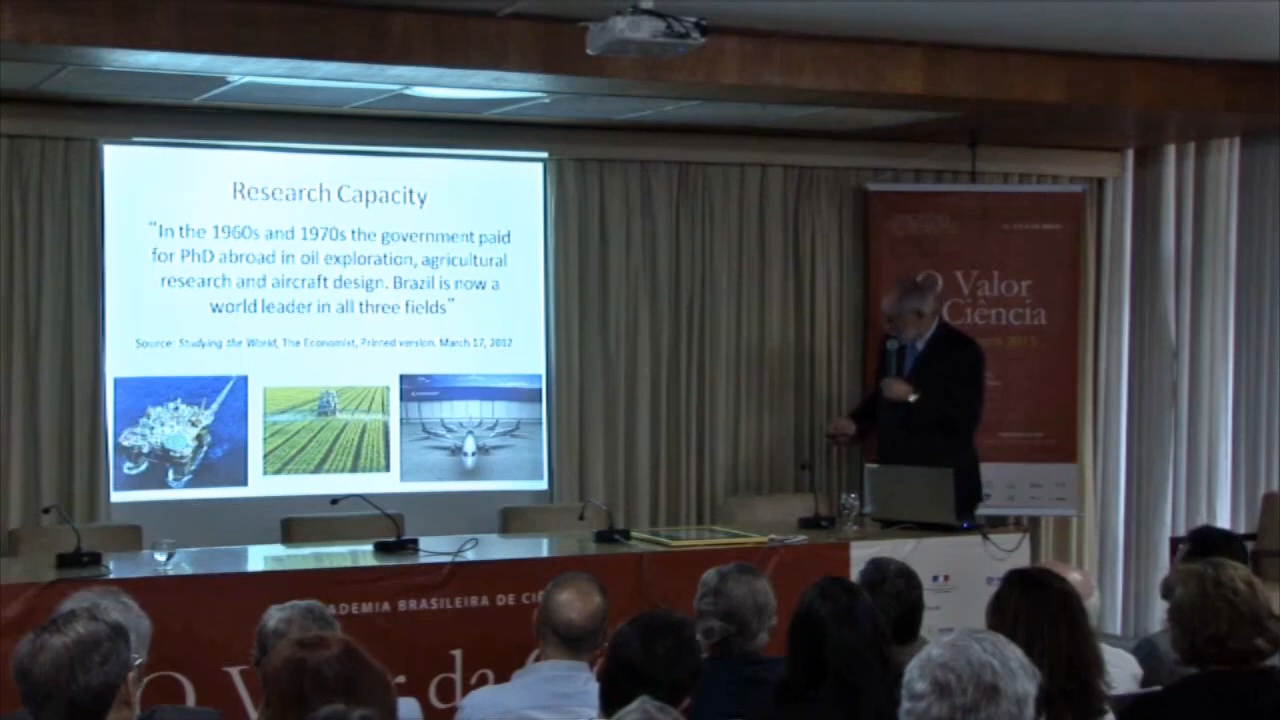 Research Capacity
“In the 1960s and 1970s the government paid
for PhD abroad in oil exploration, agricultural
research and aircraft design. Brazil is now a
world leader in all three fields”
Source: Studying the World, The Economist, Printed version. March 17, 2012
O Valor
Ciência
2015
ADEMIA BRASILEIRA DE CIÊ
O V r da